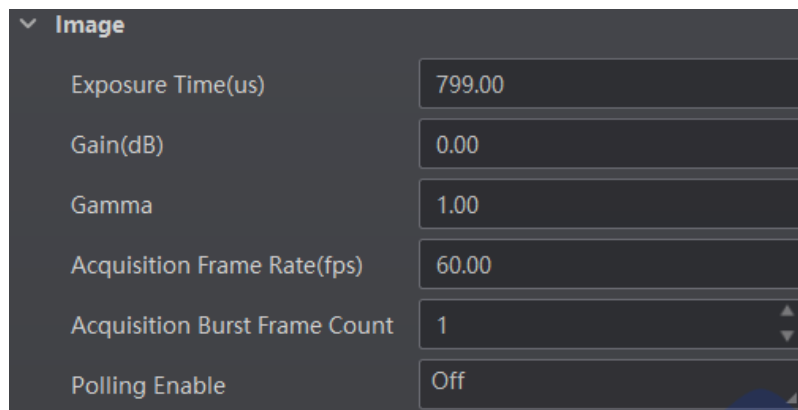 Image
Exposure Time(us) 799.00
Gain(dB) 0.00
Gamma 1.00
Acquisition Frame Rate(fps) 60.00
Acquisition Burst Frame Count 1
Polling Enable Off